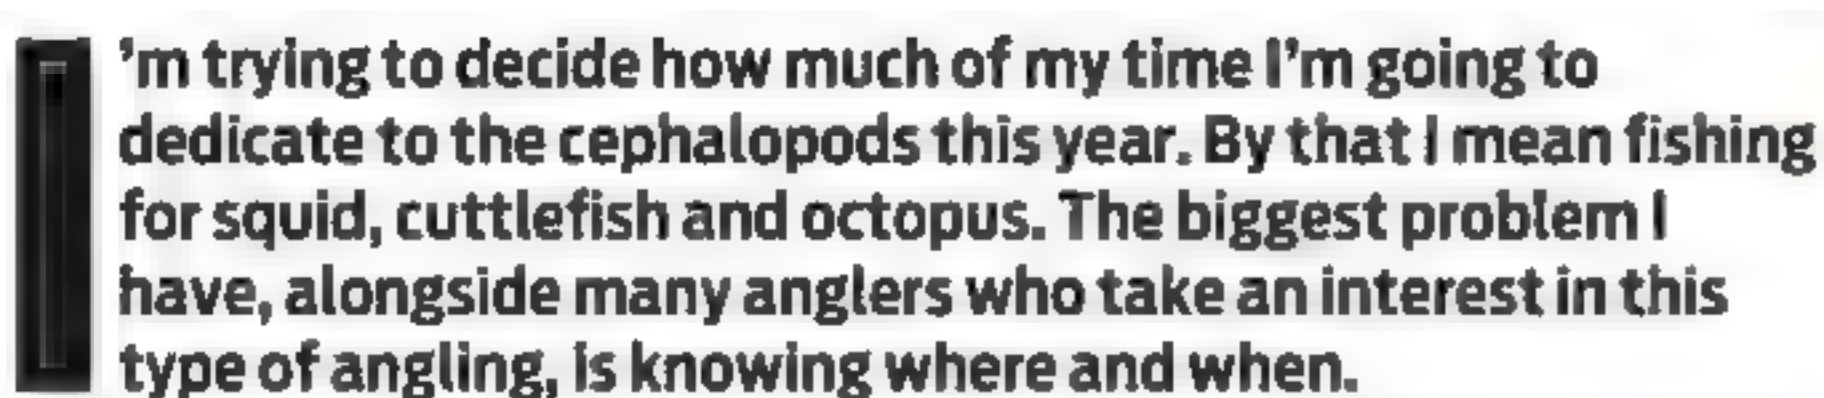 I'm trying to decide how much of my time I'm going to
dedicate to the cephalopods this year. By that I mean fishing
for squid, cuttlefish and octopus. The biggest problem I
have, alongside many anglers who take an interest in this
type of angling, is knowing where and when.